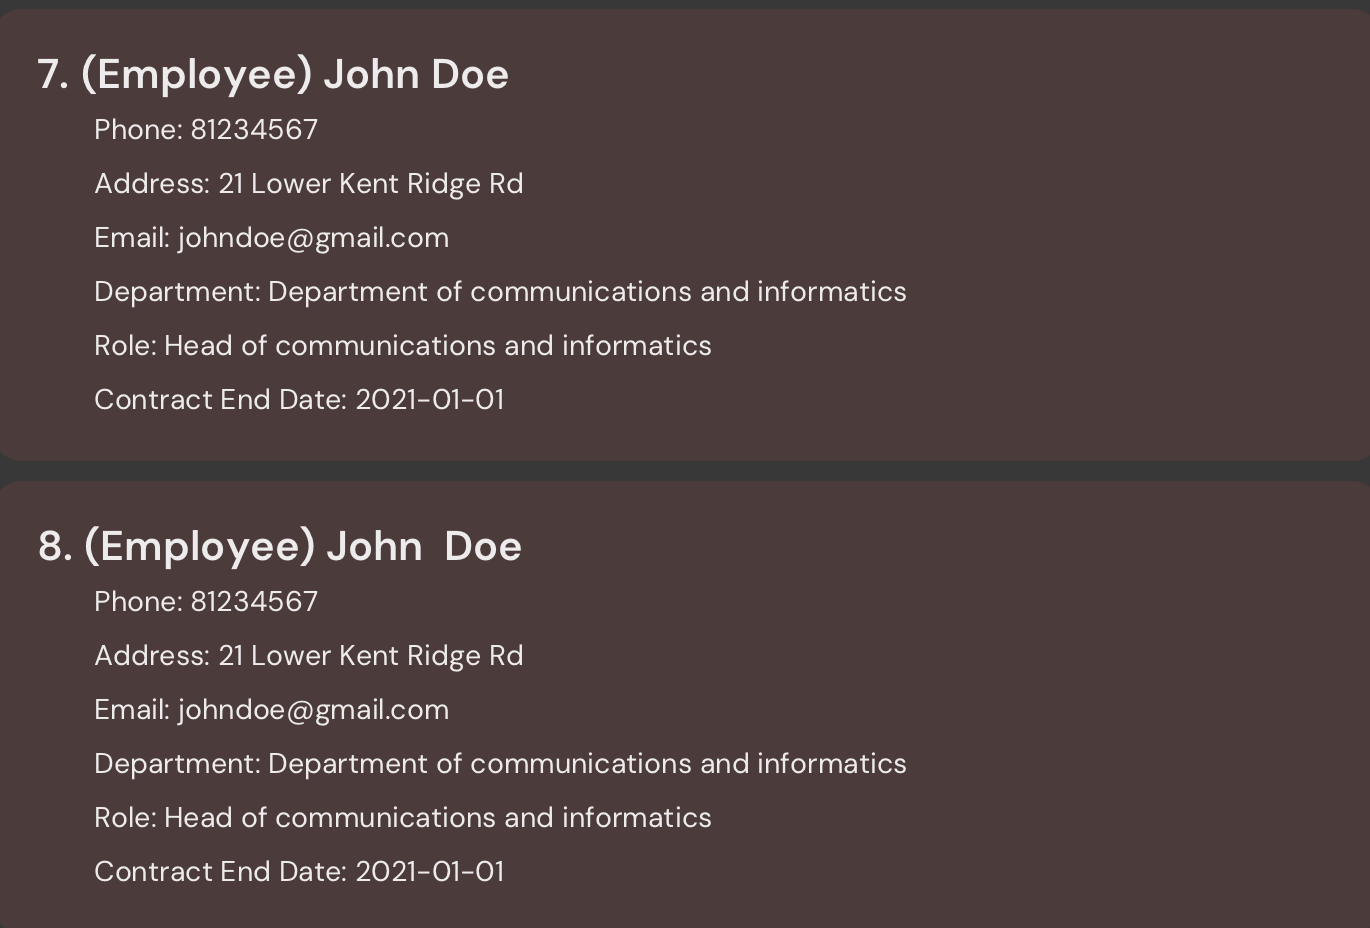 7. (Employee) John Doe
Phone: 81234567
Address: 21 Lower Kent Ridge Rd
Email: johndoe@gmail.com
Department: Department of communications and informatics
Role: Head of communications and informatics
Contract End Date: 2021-01-01
8. (Employee) John  Doe
Phone: 81234567
Address: 21 Lower Kent Ridge Rd
Email: johndoe@gmail.com
Department: Department of communications and informatics
Role: Head of communications and informatics
Contract End Date: 2021-01-01